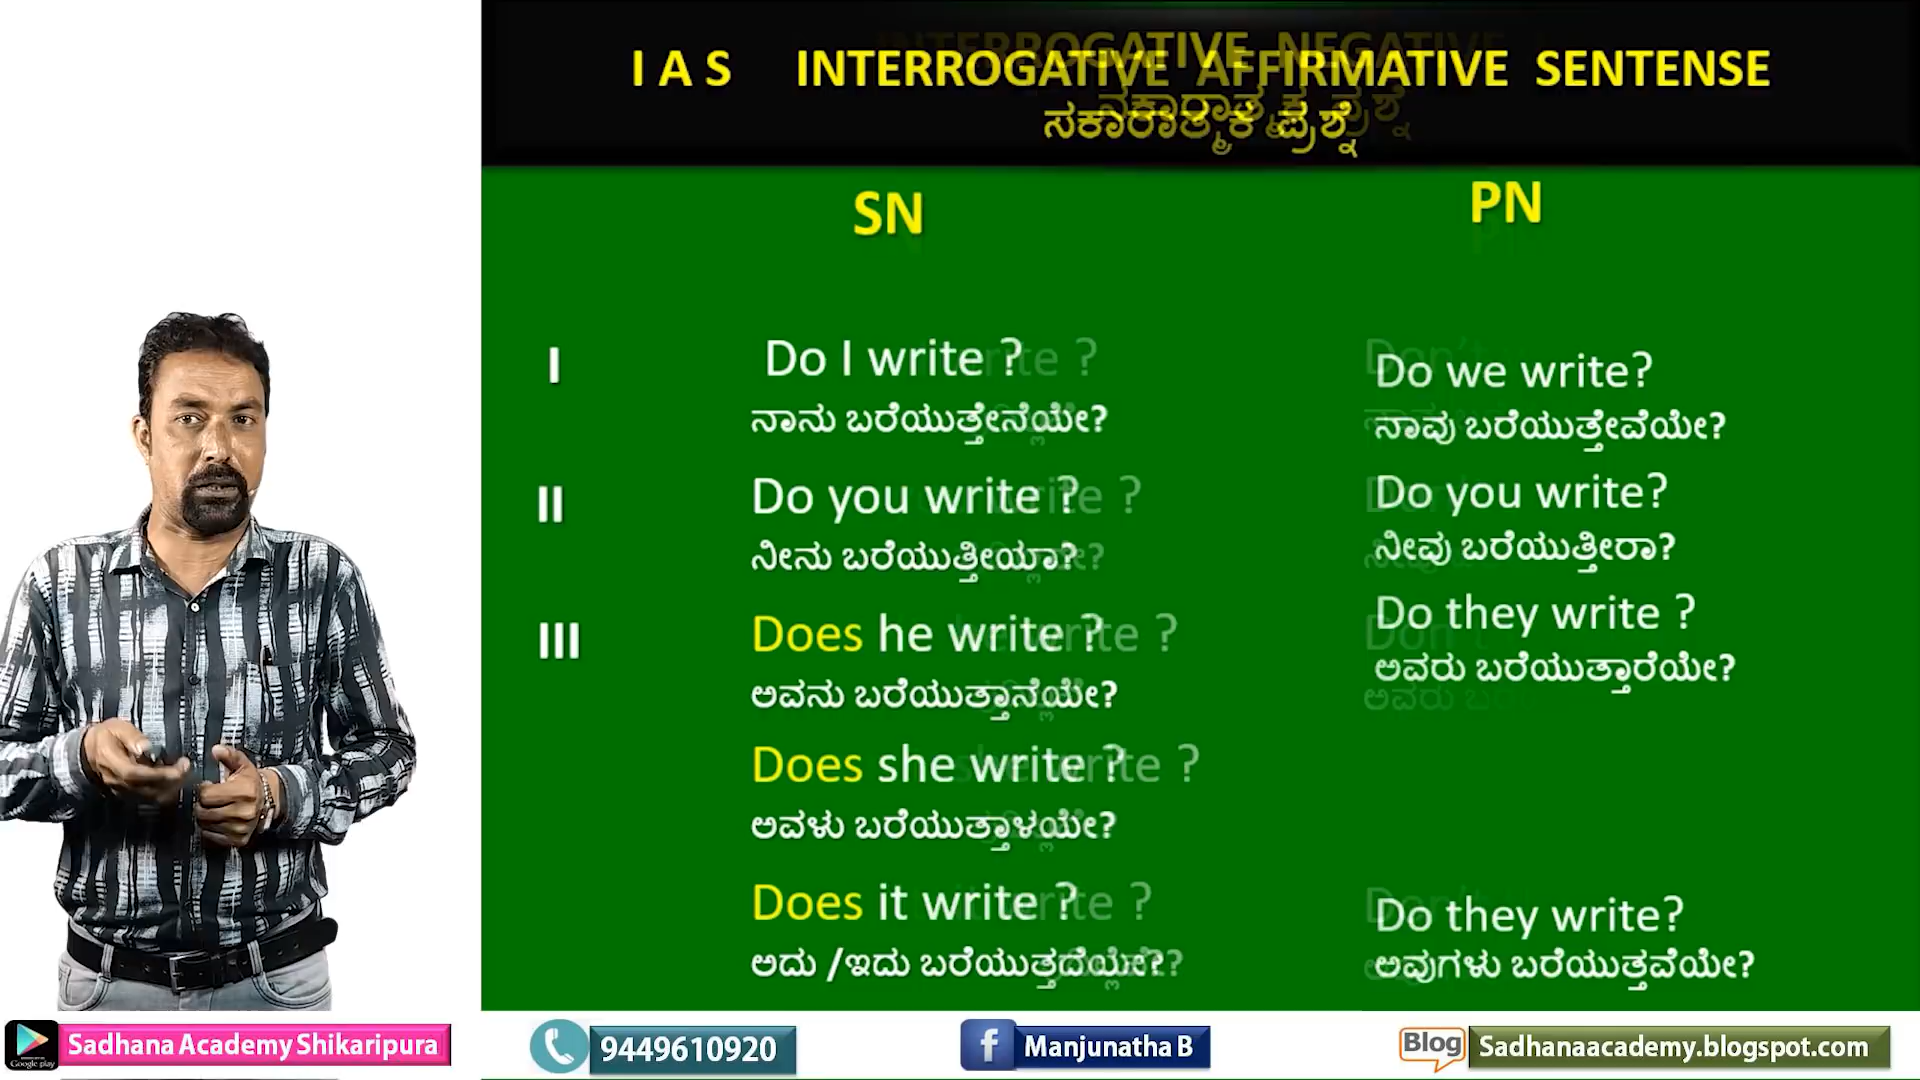 I A S INTERROGATIVE AFFIRMATIVE SENTENSE
ಸಕಾರಾತ್ಮಕ ಪ್ರಶ್ನೆ
SN PN
I Do I write ? Do we write?
ನಾನು ಬರೆಯುತ್ತೇನೆಯೇ? ನಾವು ಬರೆಯುತ್ತೇವೆಯೇ?
II Do you write ? Do you write?
ನೀನು ಬರೆಯುತ್ತೀಯಾ? ನೀವು ಬರೆಯುತ್ತೀರಾ?
III Does he write ? Do they write ?
ಅವನು ಬರೆಯುತ್ತಾನೆಯೇ? ಅವರು ಬರೆಯುತ್ತಾರೆಯೇ?
Does she write ?
ಅವಳು ಬರೆಯುತ್ತಾಳಯೇ?
Does it write ? Do they write?
ಅದು /ಇದು ಬರೆಯುತ್ತದೆಯೇ? ಅವುಗಳು ಬರೆಯುತ್ತವೆಯೇ?
Google play Sadhana Academy Shikaripura 9449610920 f Manjunatha B Blog Sadhanaacademy.blogspot.com